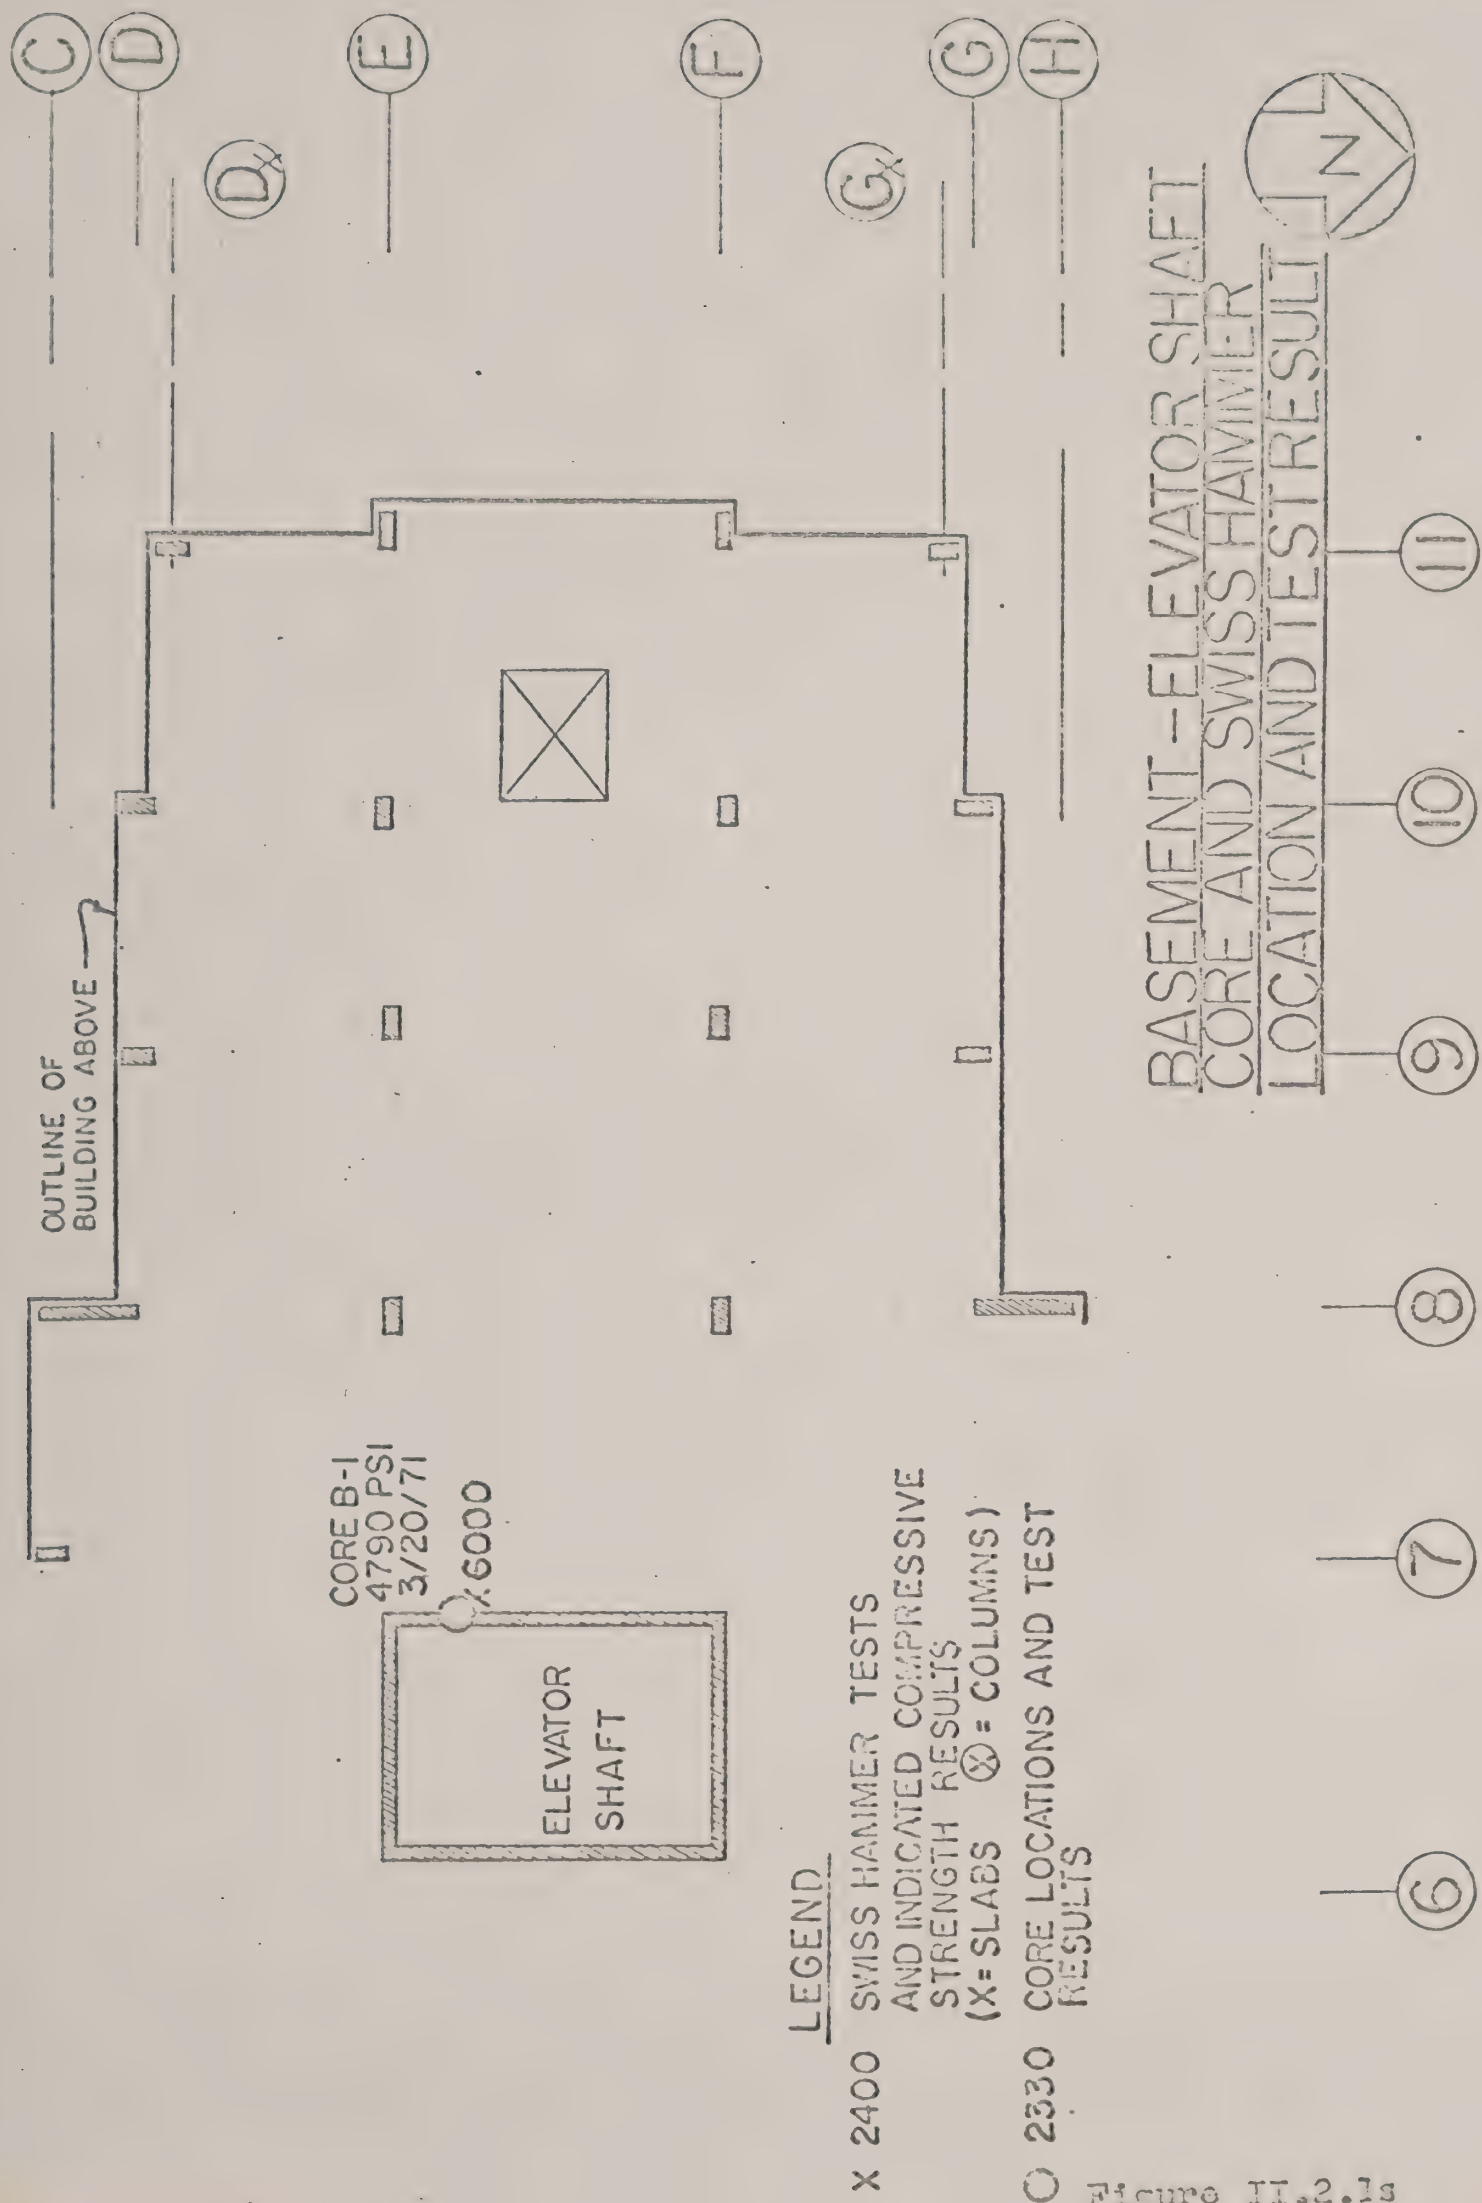 C
D
Dx
E
F
Gx
G
H
OUTLINE OF
BUILDING ABOVE
CORE B-1
4790 PSI
3/20/71
X6000
ELEVATOR
SHAFT
LEGEND
X 2400 SWISS HAMMER TESTS
AND INDICATED COMPRESSIVE
STRENGTH RESULTS
(X=SLABS Ⓧ=COLUMNS)
O 2330 CORE LOCATIONS AND TEST
RESULTS
BASEMENT-ELEVATOR SHAFT
CORE AND SWISS HAMMER
LOCATION AND TEST RESULT
N
6
7
8
9
10
11
Figure II.2.1s